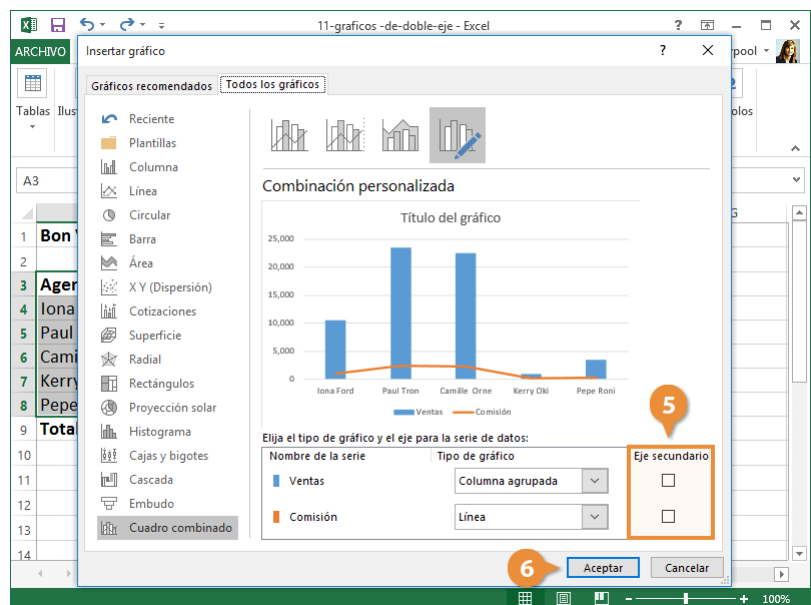 11-graficos -de-doble-eje - Excel
ARCHIVO
pool
Insertar gráfico
Gráficos recomendados
Todos los gráficos
Tablas
Ilus
olos
Reciente
Plantillas
Columna
Línea
Circular
Barra
Área
X Y (Dispersión)
Cotizaciones
Superficie
Radial
Rectángulos
Proyección solar
Histograma
Cajas y bigotes
Cascada
Embudo
Cuadro combinado
Combinación personalizada
Título del gráfico
25,000
20,000
15,000
10,000
5,000
0
Iona Ford Paul Tron Camille Orne Kerry Oki Pepe Roni
Ventas Comisión
Elija el tipo de gráfico y el eje para la serie de datos:
Nombre de la serie Tipo de gráfico Eje secundario
Ventas Columna agrupada
Comisión Línea
5
6
Aceptar Cancelar
A3
G
1 Bon
2
3 Agen
4 Iona
5 Paul
6 Cami
7 Kerry
8 Pepe
9 Total
10
11
12
13
14
100%